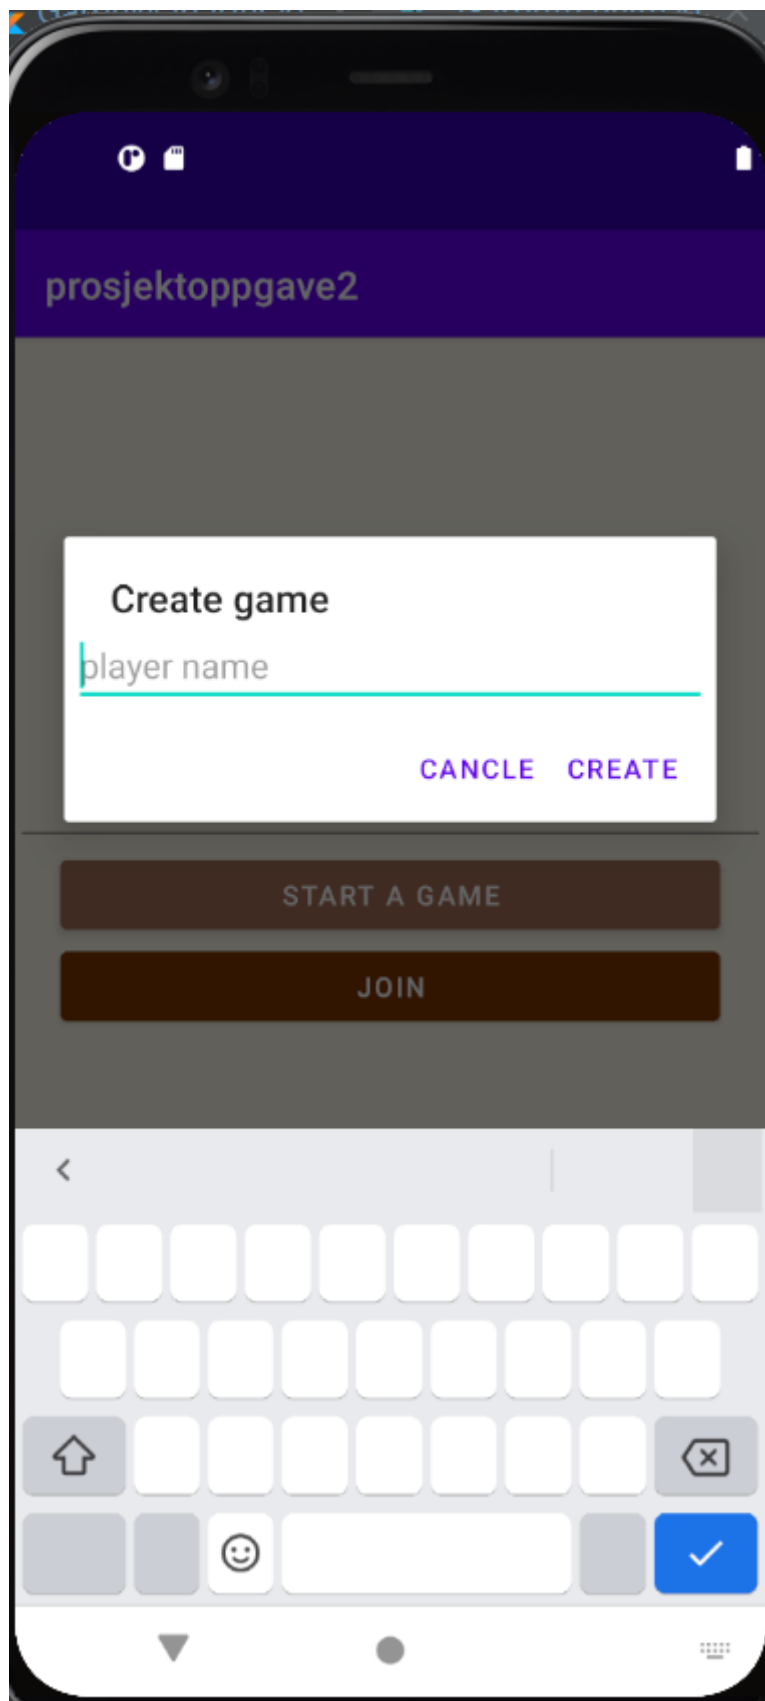 prosjektoppgave2
Create game
player name
CANCLE CREATE
START A GAME
JOIN